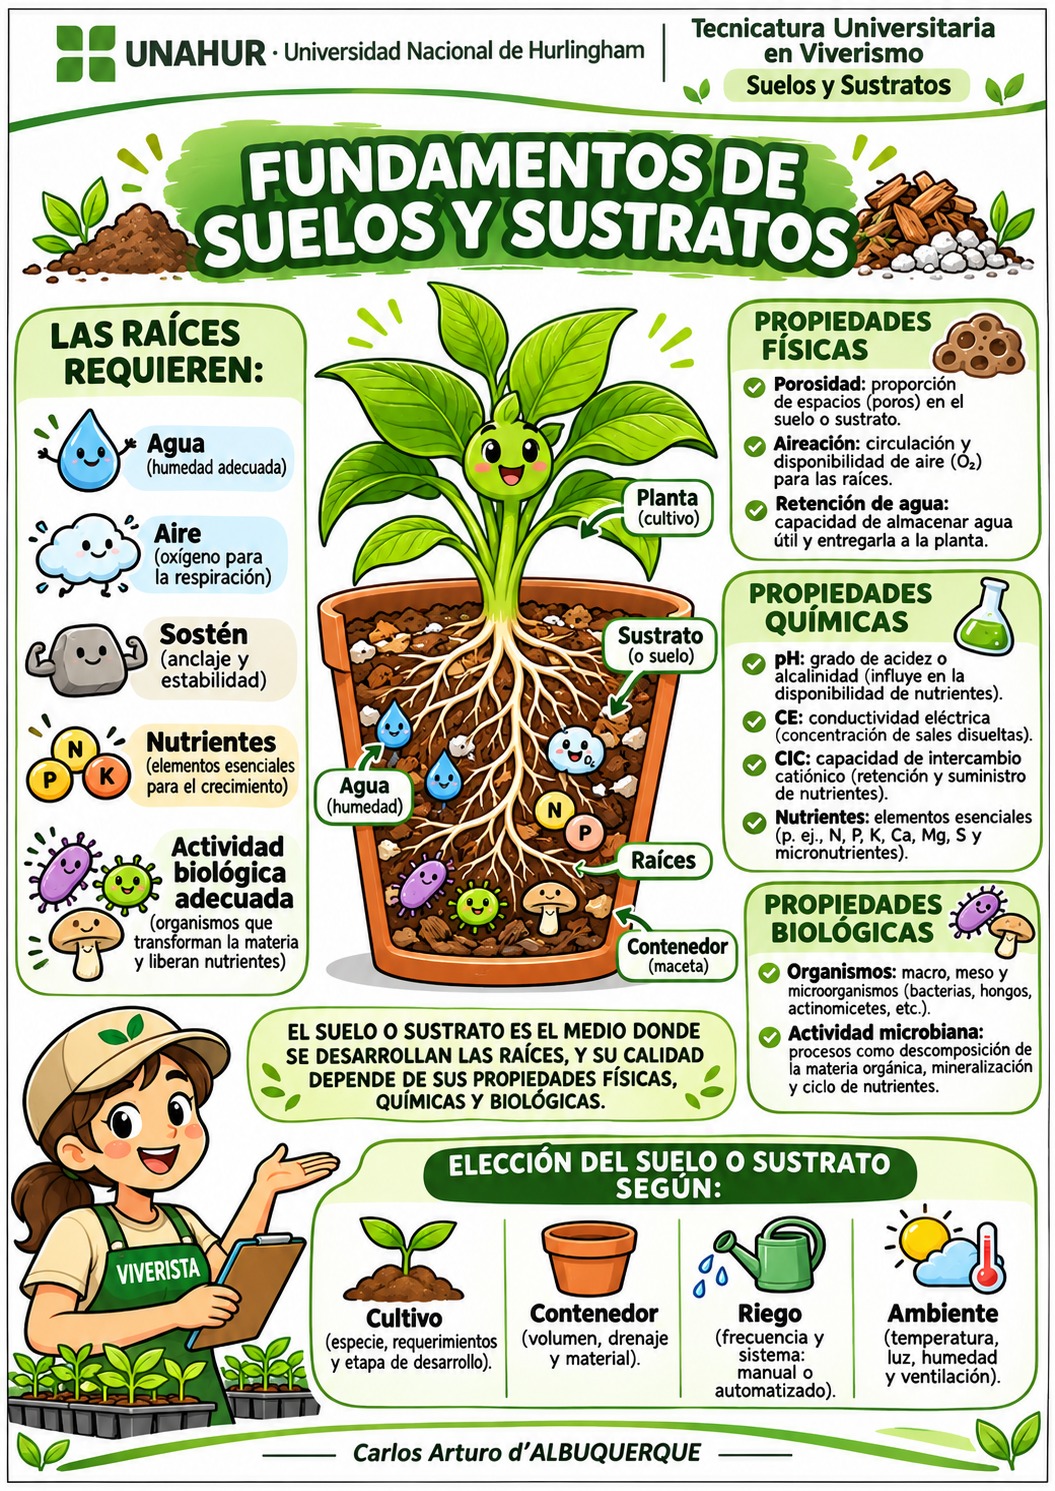 UNAHUR · Universidad Nacional de Hurlingham
Tecnicatura Universitaria
en Viverismo
Suelos y Sustratos
FUNDAMENTOS DE
SUELOS Y SUSTRATOS
LAS RAÍCES
REQUIEREN:
Agua
(humedad adecuada)
Aire
(oxígeno para
la respiración)
Sostén
(anclaje y
estabilidad)
N
P K
Nutrientes
(elementos esenciales
para el crecimiento)
Actividad
biológica
adecuada
(organismos que
transforman la materia
y liberan nutrientes)
Planta
(cultivo)
Sustrato
(o suelo)
O₂
Agua
(humedad)
N
P
Raíces
Contenedor
(maceta)
PROPIEDADES
FÍSICAS
Porosidad: proporción
de espacios (poros) en el
suelo o sustrato.
Aireación: circulación y
disponibilidad de aire (O₂)
para las raíces.
Retención de agua:
capacidad de almacenar agua
útil y entregarla a la planta.
PROPIEDADES
QUÍMICAS
pH: grado de acidez o
alcalinidad (influye en la
disponibilidad de nutrientes).
CE: conductividad eléctrica
(concentración de sales disueltas).
CIC: capacidad de intercambio
catiónico (retención y suministro
de nutrientes).
Nutrientes: elementos esenciales
(p. ej., N, P, K, Ca, Mg, S y
micronutrientes).
PROPIEDADES
BIOLÓGICAS
Organismos: macro, meso y
microorganismos (bacterias, hongos,
actinomicetes, etc.).
Actividad microbiana:
procesos como descomposición de
la materia orgánica, mineralización
y ciclo de nutrientes.
EL SUELO O SUSTRATO ES EL MEDIO DONDE
SE DESARROLLAN LAS RAÍCES, Y SU CALIDAD
DEPENDE DE SUS PROPIEDADES FÍSICAS,
QUÍMICAS Y BIOLÓGICAS.
VIVERISTA
ELECCIÓN DEL SUELO O SUSTRATO
SEGÚN:
Cultivo
(especie, requerimientos
y etapa de desarrollo).
Contenedor
(volumen, drenaje
y material).
Riego
(frecuencia y
sistema:
manual o
automatizado).
Ambiente
(temperatura,
luz, humedad
y ventilación).
Carlos Arturo d'ALBUQUERQUE